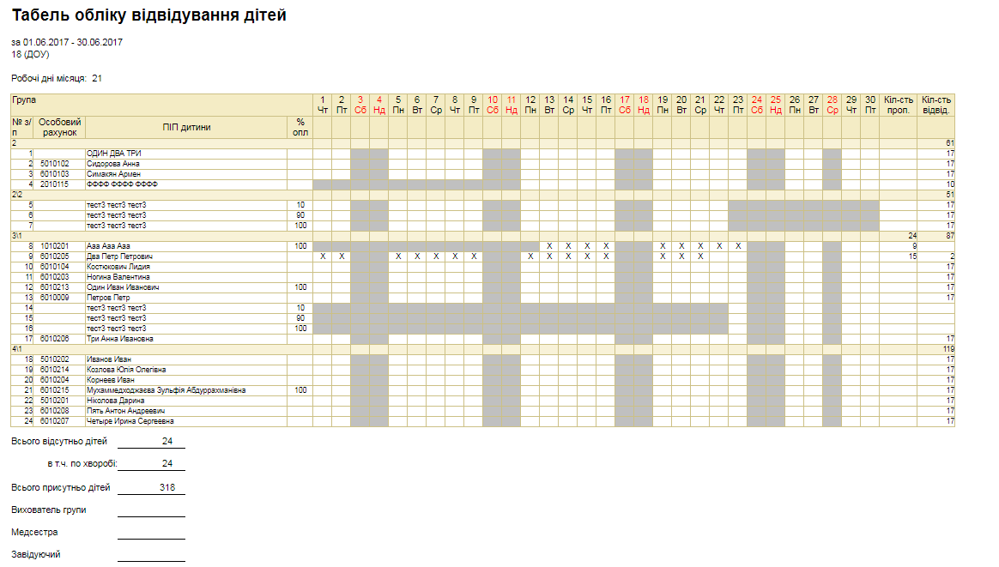 Табель обліку відвідування дітей
за 01.06.2017 - 30.06.2017
18 (ДОУ)
Робочі дні місяця: 21
Група 1 2 3 4 5 6 7 8 9 10 11 12 13 14 15 16 17 18 19 20 21 22 23 24 25 26 27 28 29 30 Кіл-сть Кіл-сть
Чт Пт Сб Нд Пн Вт Ср Чт Пт Сб Нд Пн Вт Ср Чт Пт Сб Нд Пн Вт Ср Чт Пт Сб Нд Пн Вт Ср Чт Пт проп. відвід.
№ з/ Особовий ПІП дитини %
п рахунок опл
2 61
1 ОДИН ДВА ТРИ 17
2 5010102 Сидорова Анна 17
3 6010103 Симакян Армен 17
4 2010115 ФФФФ ФФФФ ФФФФ 10
2\2 51
5 тест3 тест3 тест3 10 17
6 тест3 тест3 тест3 90 17
7 тест3 тест3 тест3 100 17
3\1 24 87
8 1010201 Ааа Ааа Ааа 100 X X X X X X X X X 9
9 6010205 Два Петр Петрович X X X X X X X X X X X X X X X 15 2
10 6010104 Костюкович Лидия 17
11 6010203 Ногина Валентина 17
12 6010213 Один Иван Иванович 100 17
13 6010009 Петров Петр 17
14 тест3 тест3 тест3 10
15 тест3 тест3 тест3 90
16 тест3 тест3 тест3 100
17 6010206 Три Анна Ивановна 17
4\1 119
18 5010202 Иванов Иван 17
19 6010214 Козлова Юлія Олегівна 17
20 6010204 Корнеев Иван 17
21 6010215 Мухаммедходжаєва Зульфія Абдуррахманівна 100 17
22 5010201 Ніколова Дарина 17
23 6010208 Пять Антон Андреевич 17
24 6010207 Четыре Ирина Сергеевна 17
Всього відсутньо дітей 24
в т.ч. по хворобі: 24
Всього присутньо дітей 318
Вихователь групи
Медсестра
Завідуючий